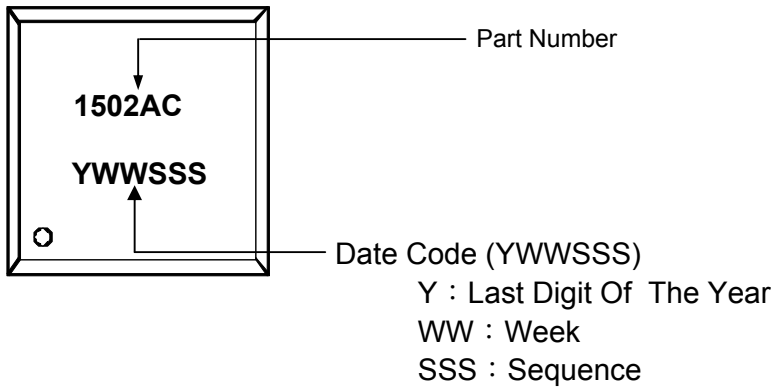 Part Number
1502AC
YWWSSS
Date Code (YWWSSS)
Y：Last Digit Of The Year
WW：Week
SSS：Sequence